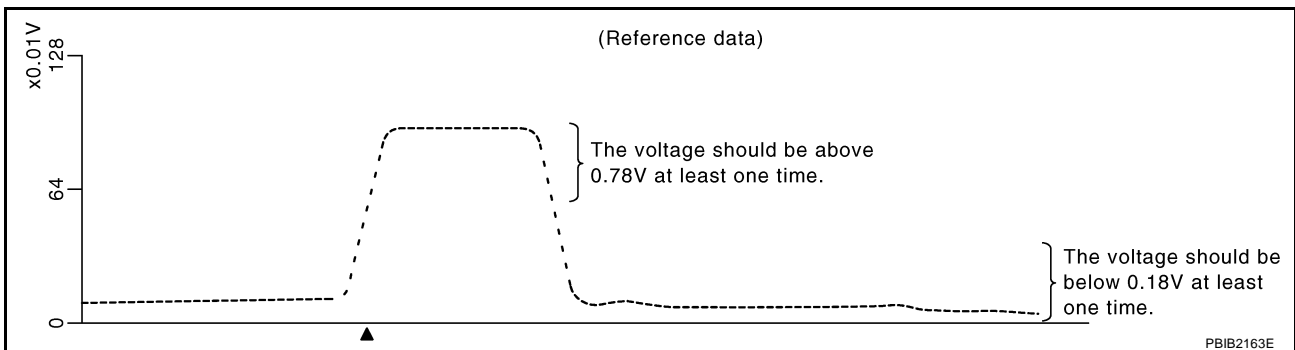 (Reference data)
x0.01V
128
64
0
The voltage should be above
0.78V at least one time.
The voltage should be
below 0.18V at least
one time.
PBIB2163E